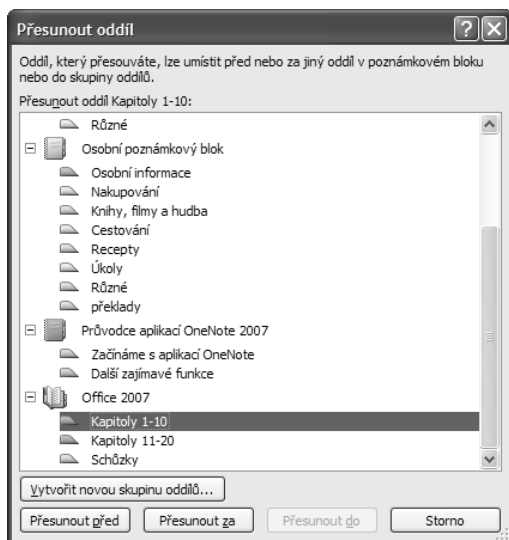 Přesunout oddíl
Oddíl, který přesouváte, lze umístit před nebo za jiný oddíl v poznámkovém bloku
nebo do skupiny oddílů.
Přesunout oddíl Kapitoly 1-10:
Různé
Osobní poznámkový blok
Osobní informace
Nakupování
Knihy, filmy a hudba
Cestování
Recepty
Úkoly
Různé
překlady
Průvodce aplikací OneNote 2007
Začínáme s aplikací OneNote
Další zajímavé funkce
Office 2007
Kapitoly 1-10
Kapitoly 11-20
Schůzky
Vytvořit novou skupinu oddílů...
Přesunout před Přesunout za Přesunout do Storno